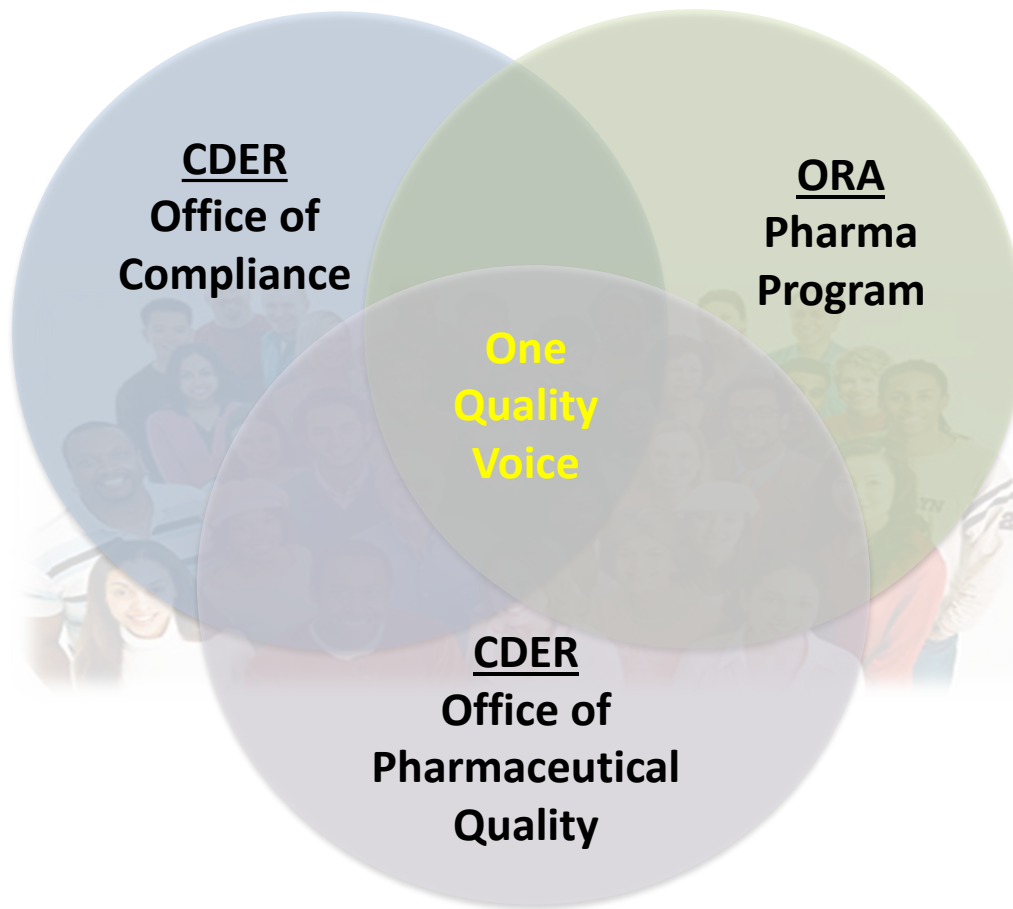 CDER
Office of
Compliance
ORA
Pharma
Program
One
Quality
Voice
CDER
Office of
Pharmaceutical
Quality